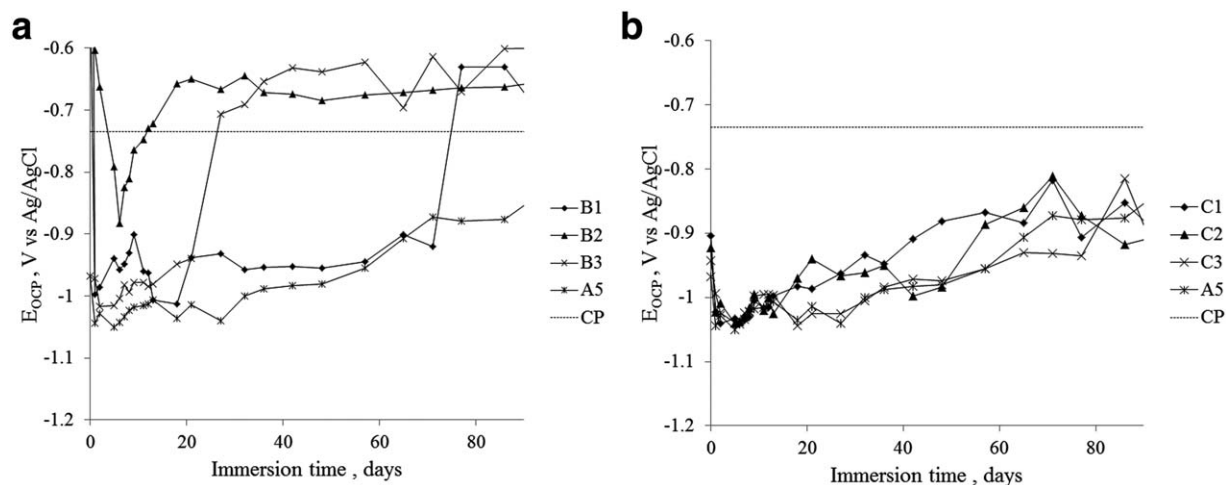 a
-0.6
-0.7
-0.8
-0.9
-1
-1.1
-1.2
E_OCP , V vs Ag/AgCl
0 20 40 60 80
Immersion time , days
B1
B2
B3
A5
CP
b
-0.6
-0.7
-0.8
-0.9
-1
-1.1
-1.2
E_OCP , V vs Ag/AgCl
0 20 40 60 80
Immersion time , days
C1
C2
C3
A5
CP